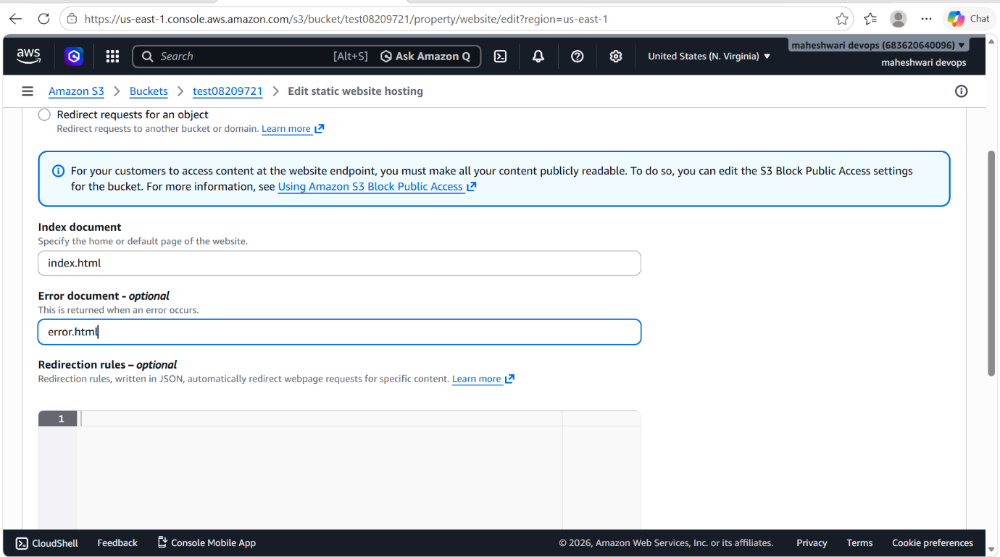 https://us-east-1.console.aws.amazon.com/s3/bucket/test08209721/property/website/edit?region=us-east-1
Chat
aws
Search [Alt+S] Ask Amazon Q
United States (N. Virginia) ▼
maheshwari devops (683620640096) ▼
maheshwari devops
Amazon S3 > Buckets > test08209721 > Edit static website hosting
Redirect requests for an object
Redirect requests to another bucket or domain. Learn more
For your customers to access content at the website endpoint, you must make all your content publicly readable. To do so, you can edit the S3 Block Public Access settings
for the bucket. For more information, see Using Amazon S3 Block Public Access
Index document
Specify the home or default page of the website.
index.html
Error document - optional
This is returned when an error occurs.
error.html
Redirection rules – optional
Redirection rules, written in JSON, automatically redirect webpage requests for specific content. Learn more
1
CloudShell Feedback Console Mobile App © 2026, Amazon Web Services, Inc. or its affiliates. Privacy Terms Cookie preferences